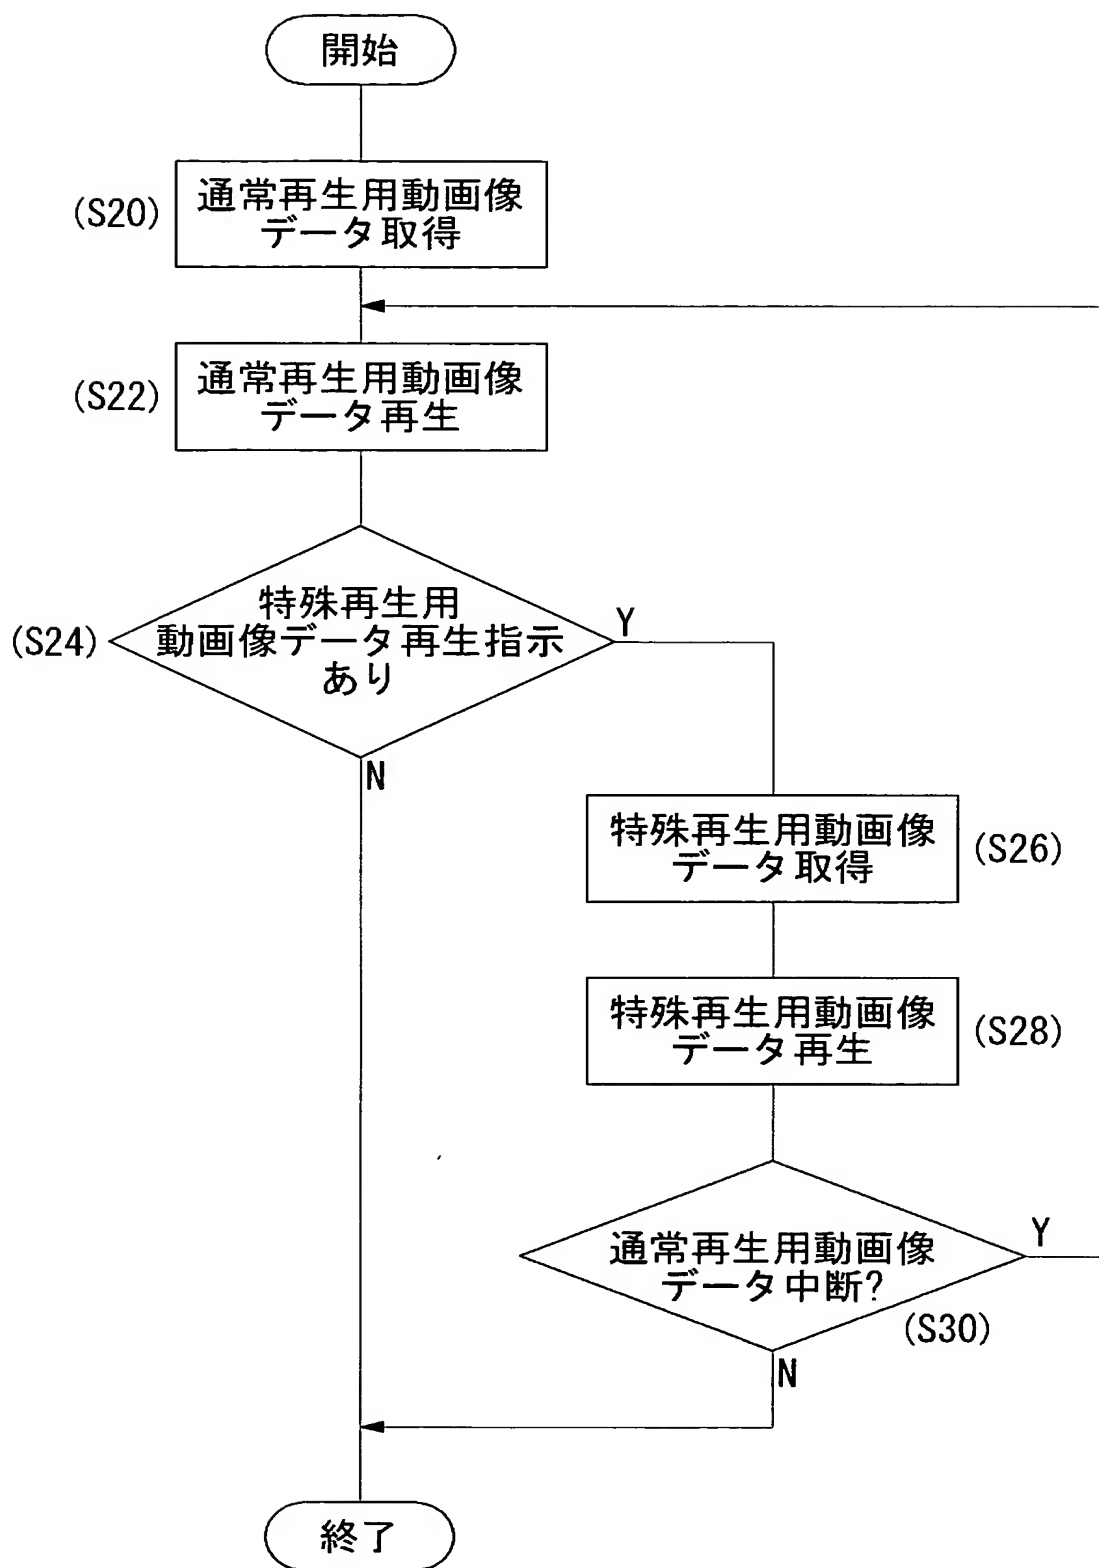 開始
(S20)
通常再生用動画像
データ取得
(S22)
通常再生用動画像
データ再生
(S24)
特殊再生用
動画像データ再生指示
あり
Y
N
特殊再生用動画像
データ取得
(S26)
特殊再生用動画像
データ再生
(S28)
通常再生用動画像
データ中断?
Y
(S30)
N
終了